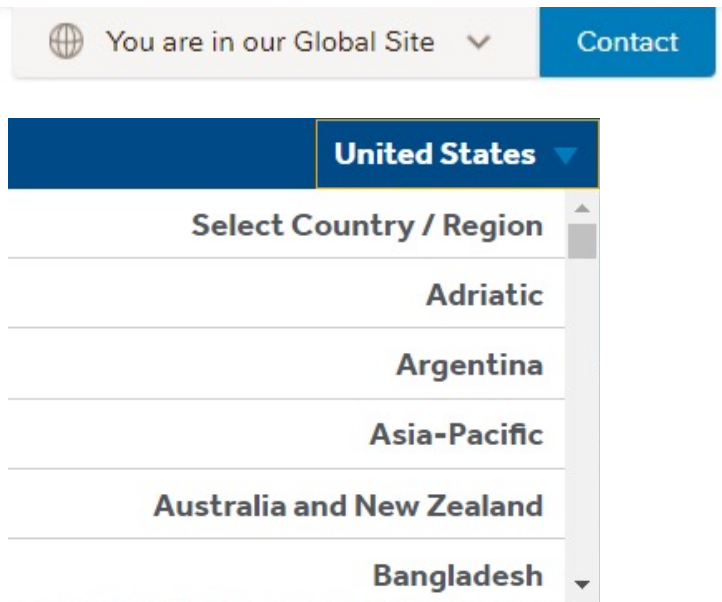 You are in our Global Site
Contact
United States
Select Country / Region
Adriatic
Argentina
Asia-Pacific
Australia and New Zealand
Bangladesh